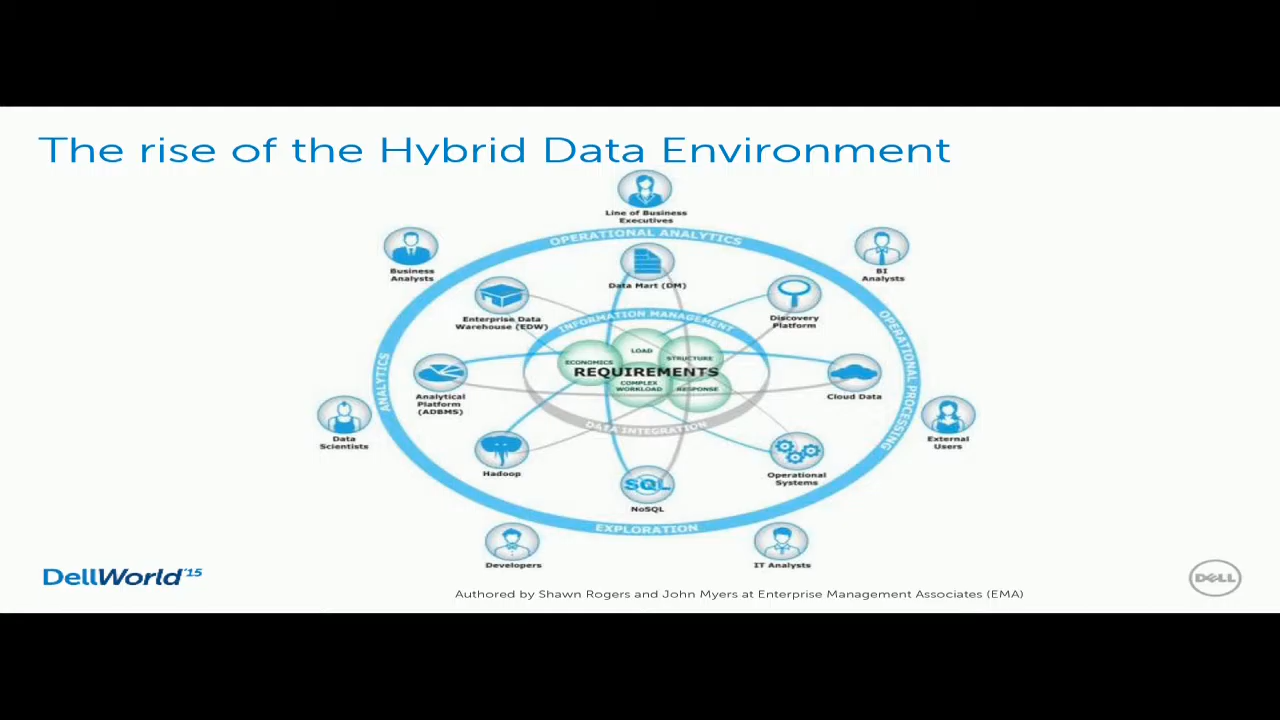 The rise of the Hybrid Data Environment
Line of Business
Executives
OPERATIONAL ANALYTICS
Business
Analysts
BI
Analysts
Data Mart (DM)
Enterprise Data
Warehouse (EDW)
Discovery
Platform
INFORMATION MANAGEMENT
OPERATIONAL PROCESSING
ANALYTICS
LOAD
ECONOMICS
STRUCTURE
REQUIREMENTS
COMPLEX
WORKLOAD
RESPONSE
Analytical
Platform
(ADBMS)
Cloud Data
DATA INTEGRATION
Data
Scientists
External
Users
Hadoop
Operational
Systems
SQL
NoSQL
EXPLORATION
Developers
IT Analysts
DellWorld'15
DELL
Authored by Shawn Rogers and John Myers at Enterprise Management Associates (EMA)